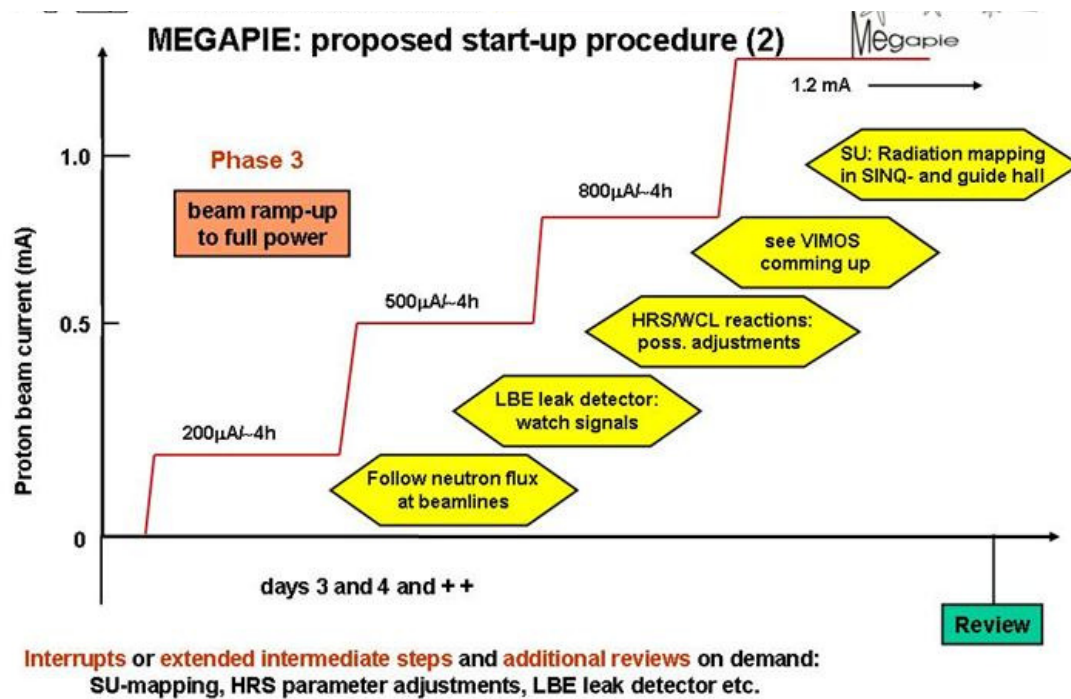 MEGAPIE: proposed start-up procedure (2)
Megapie
1.2 mA
1.0
Phase 3
SU: Radiation mapping
in SINQ- and guide hall
beam ramp-up
to full power
800µA/~4h
see VIMOS
comming up
Proton beam current (mA)
500µA/~4h
0.5
HRS/WCL reactions:
poss. adjustments
LBE leak detector:
watch signals
200µA/~4h
Follow neutron flux
at beamlines
0
days 3 and 4 and + +
Review
Interrupts or extended intermediate steps and additional reviews on demand:
SU-mapping, HRS parameter adjustments, LBE leak detector etc.